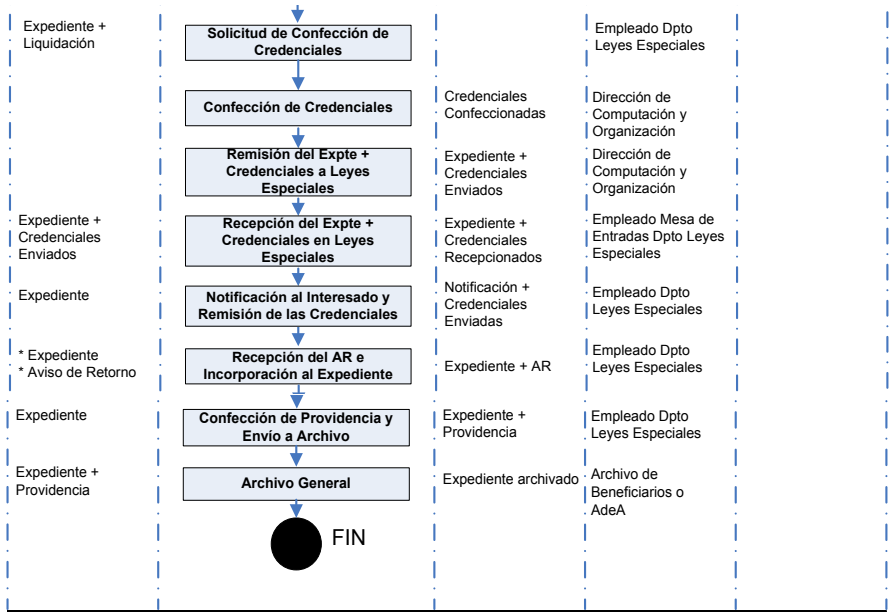 Expediente +
Liquidación
Solicitud de Confección de
Credenciales
Empleado Dpto
Leyes Especiales
Confección de Credenciales
Credenciales
Confeccionadas
Dirección de
Computación y
Organización
Remisión del Expte +
Credenciales a Leyes
Especiales
Expediente +
Credenciales
Enviados
Dirección de
Computación y
Organización
Expediente +
Credenciales
Enviados
Recepción del Expte +
Credenciales en Leyes
Especiales
Expediente +
Credenciales
Recepcionados
Empleado Mesa de
Entradas Dpto Leyes
Especiales
Expediente
Notificación al Interesado y
Remisión de las Credenciales
Notificación +
Credenciales
Enviadas
Empleado Dpto
Leyes Especiales
* Expediente
* Aviso de Retorno
Recepción del AR e
Incorporación al Expediente
Expediente + AR
Empleado Dpto
Leyes Especiales
Expediente
Confección de Providencia y
Envío a Archivo
Expediente +
Providencia
Empleado Dpto
Leyes Especiales
Expediente +
Providencia
Archivo General
Expediente archivado
Archivo de
Beneficiarios o
AdeA
FIN